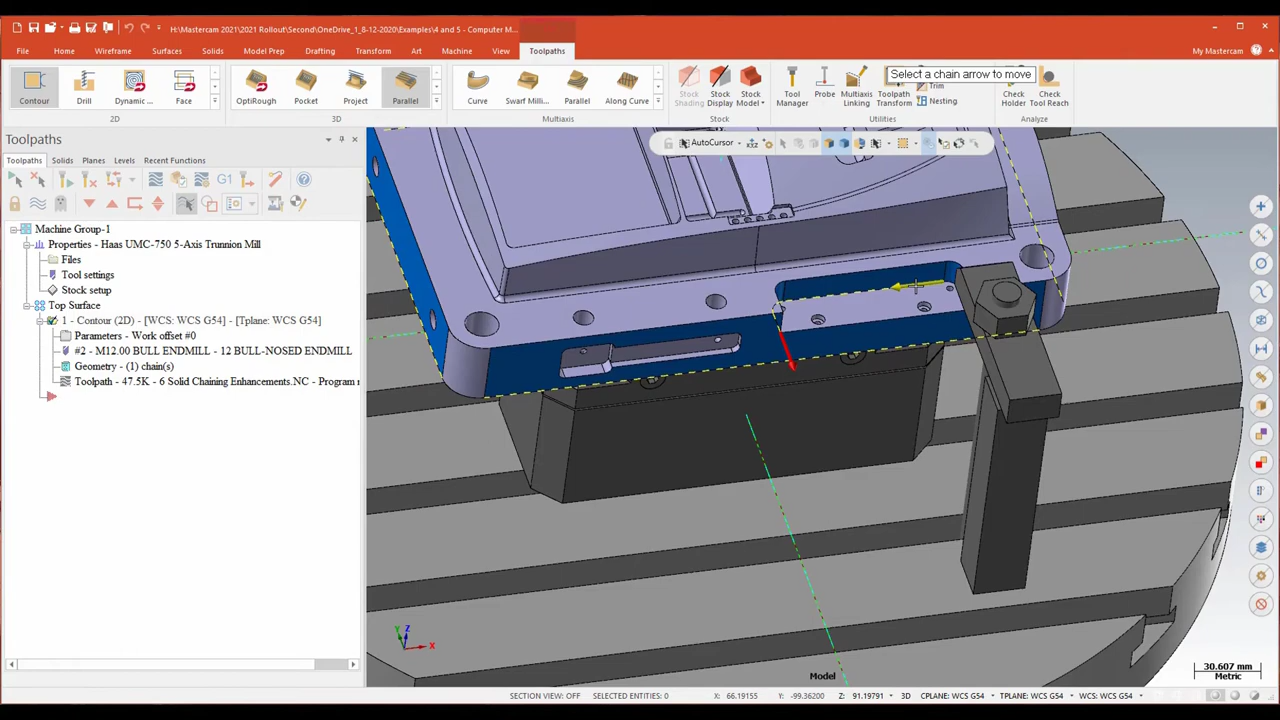 H:\Mastercam 2021\2021 Rollout\Second\OneDrive_1_8-12-2020\Examples\4 and 5 - Computer M...
File Home Wireframe Surfaces Solids Model Prep Drafting Transform Art Machine View Toolpaths My Mastercam
Select a chain arrow to move
Contour Drill Dynamic ... Face OptiRough Pocket Project Parallel Curve Swarf Milli... Parallel Along Curve Stock Shading Stock Display Stock Model Tool Manager Probe Multiaxis Linking Toolpath Transform Trim Nesting Check Holder Check Tool Reach
2D 3D Multiaxis Stock Utilities Analyze
Toolpaths
AutoCursor
Toolpaths Solids Planes Levels Recent Functions
G1
Machine Group-1
Properties - Haas UMC-750 5-Axis Trunnion Mill
Files
Tool settings
Stock setup
Top Surface
1 - Contour (2D) - [WCS: WCS G54] - [Tplane: WCS G54]
Parameters - Work offset #0
#2 - M12.00 BULL ENDMILL - 12 BULL-NOSED ENDMILL
Geometry - (1) chain(s)
Toolpath - 47.5K - 6 Solid Chaining Enhancements.NC - Program n
Y Z X
30.607 mm
Metric
Model
SECTION VIEW: OFF SELECTED ENTITIES: 0 X: 66.19155 Y: -99.36200 Z: 91.19791 3D CPLANE: WCS G54 TPLANE: WCS G54 WCS: WCS G54